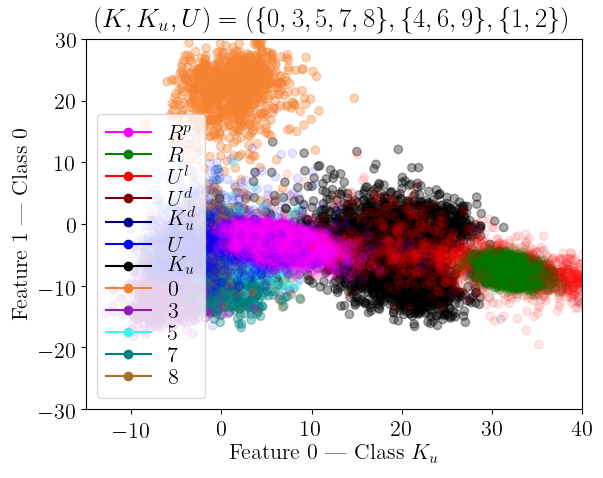 (K, K_u, U) = ({0, 3, 5, 7, 8}, {4, 6, 9}, {1, 2})
Feature 1 — Class 0
30
20
10
0
−10
−20
−30
R^p
R
U^l
U^d
K_u^d
U
K_u
0
3
5
7
8
−10 0 10 20 30 40
Feature 0 — Class K_u